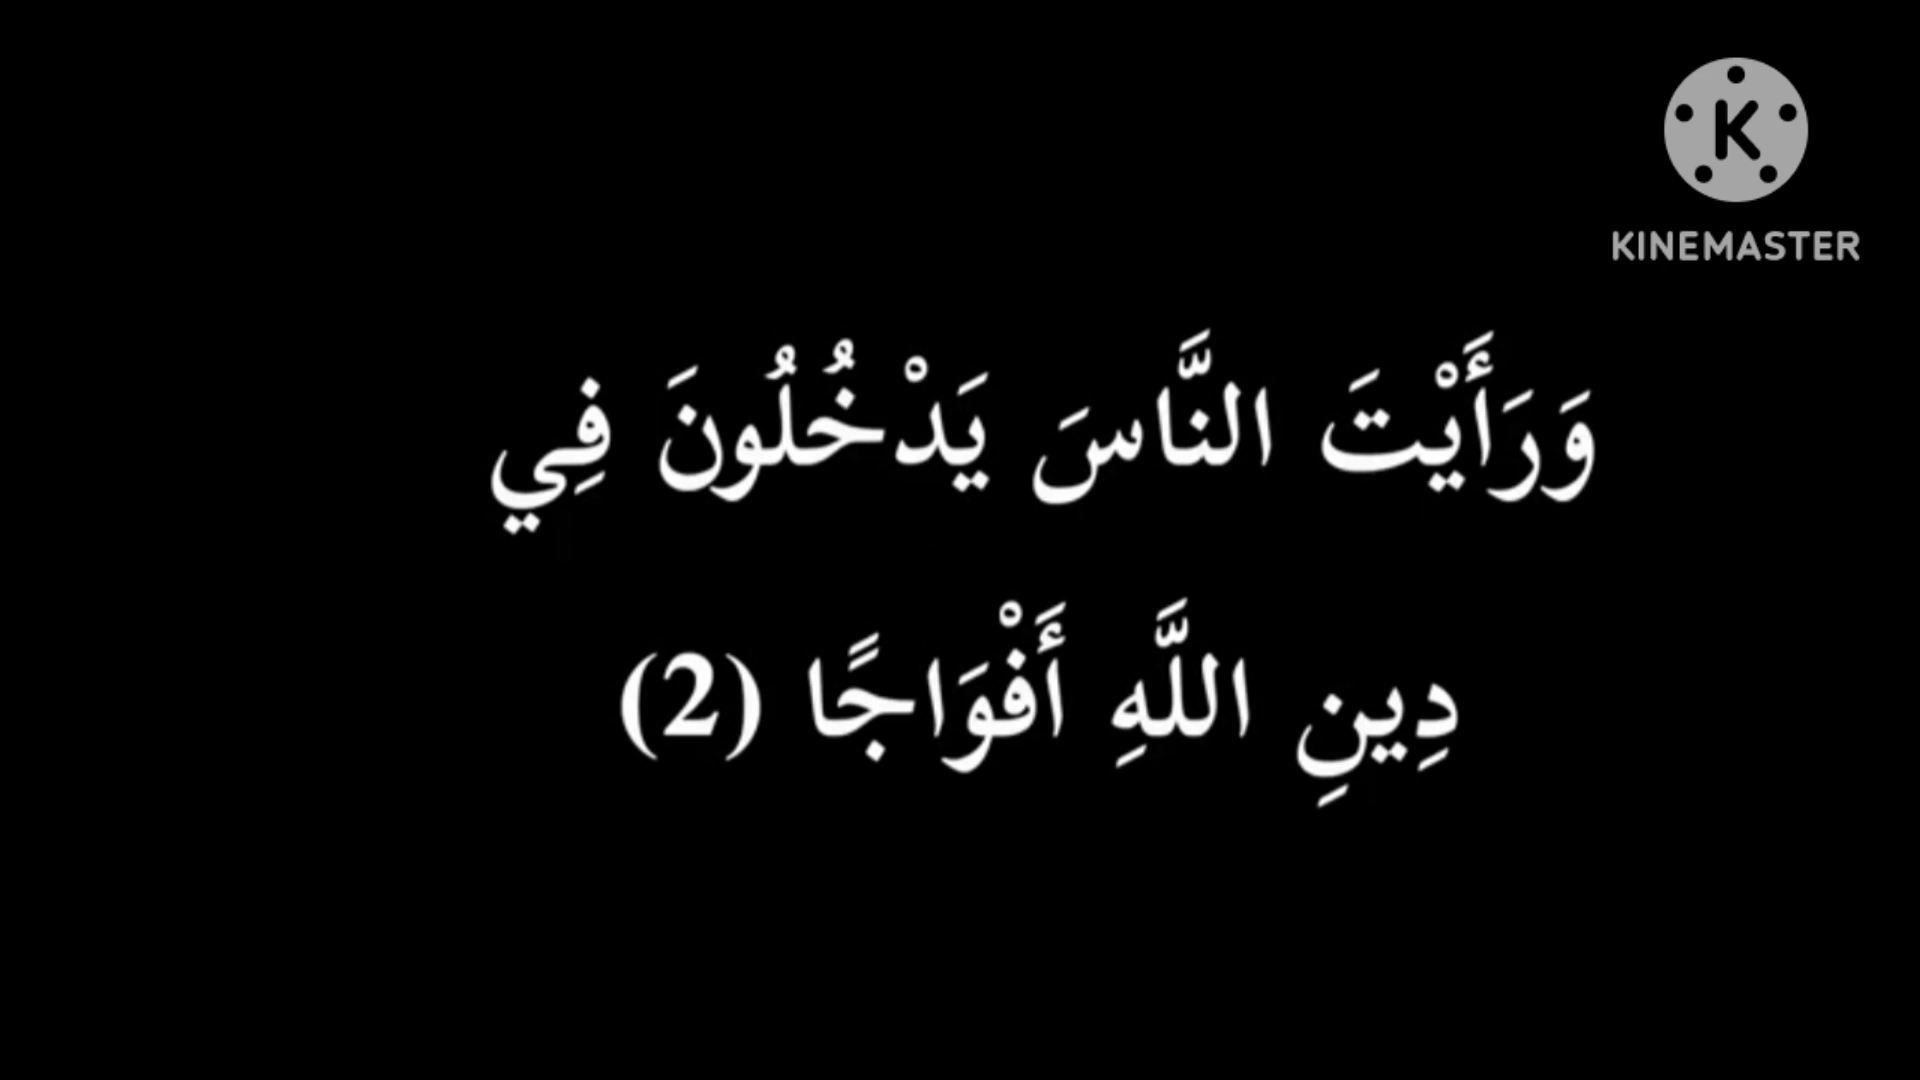 K
KINEMASTER
وَرَأَيْتَ النَّاسَ يَدْخُلُونَ فِي
دِينِ اللَّهِ أَفْوَاجًا (2)